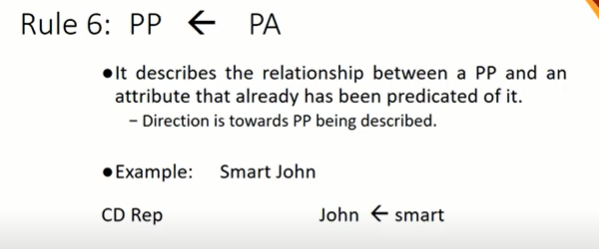 Rule 6: PP ← PA
●It describes the relationship between a PP and an
attribute that already has been predicated of it.
– Direction is towards PP being described.
●Example: Smart John
CD Rep John ← smart